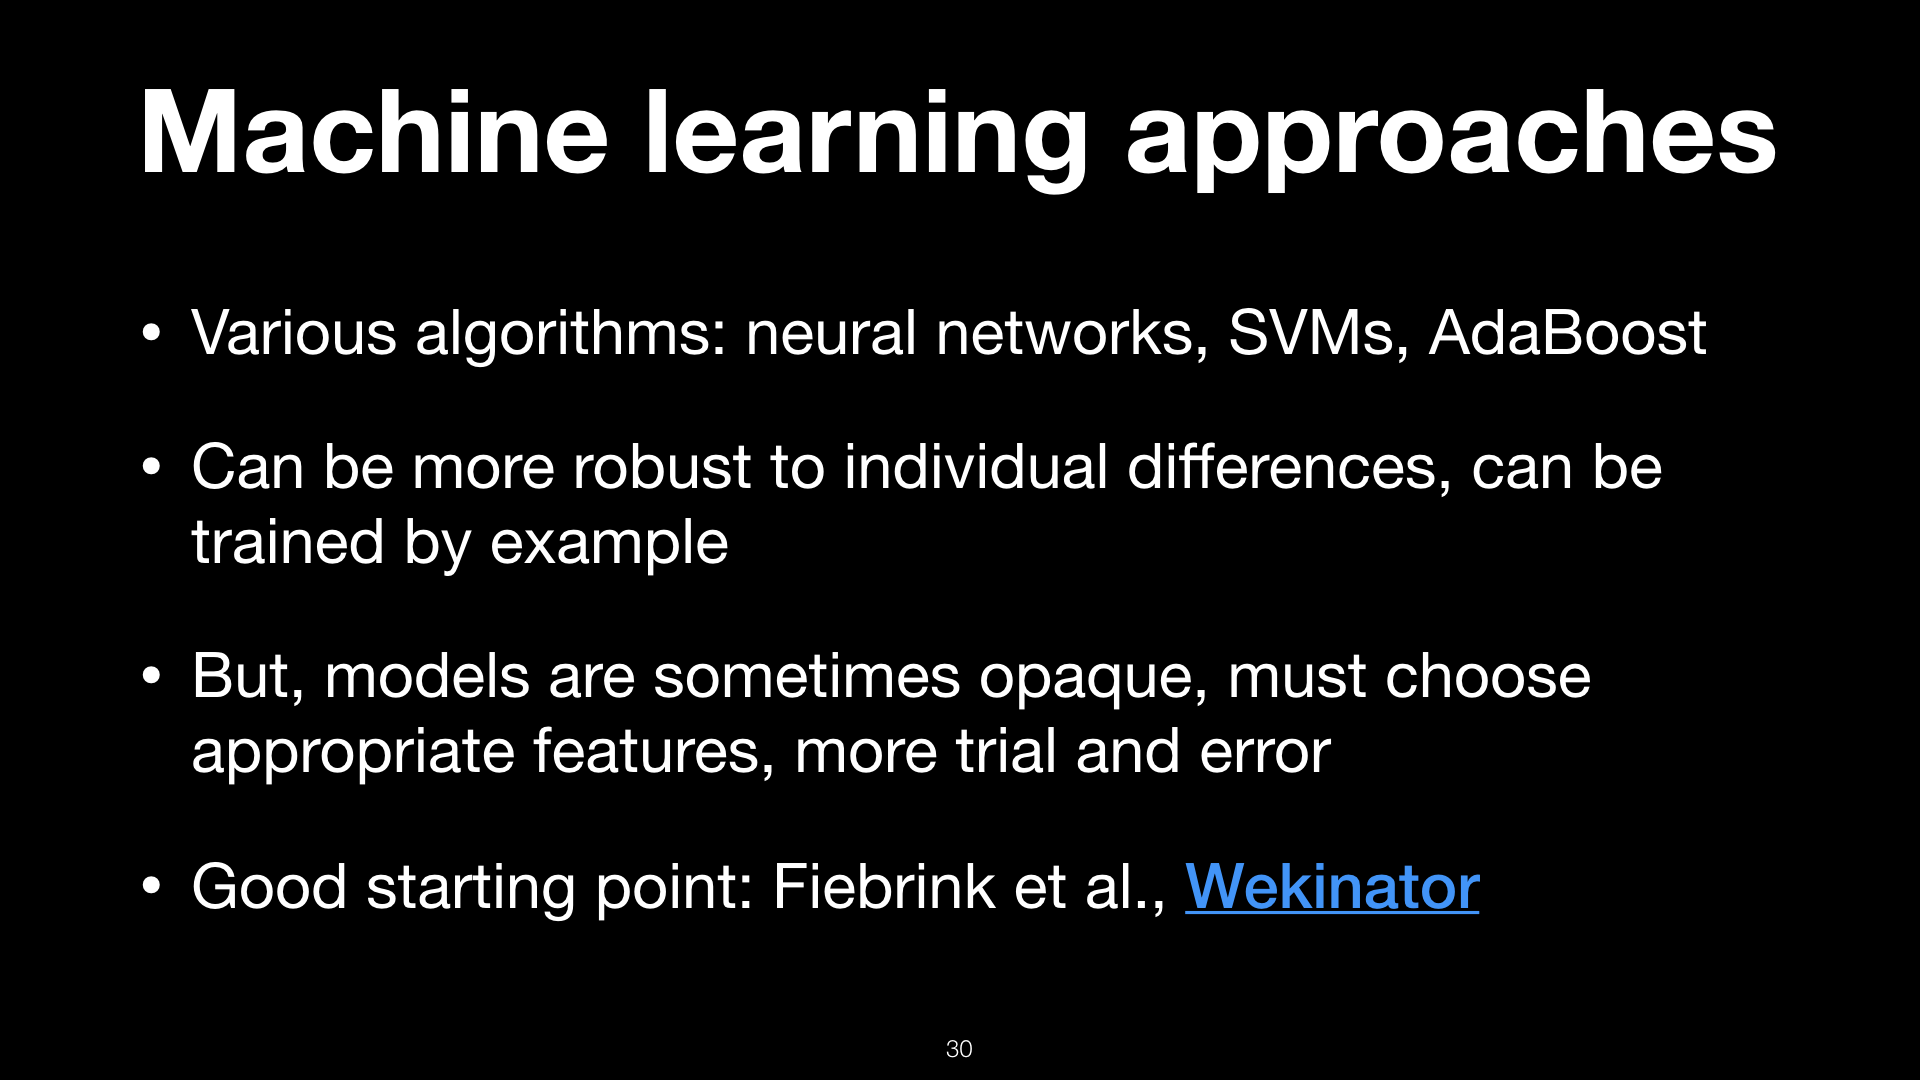 Machine learning approaches
• Various algorithms: neural networks, SVMs, AdaBoost
• Can be more robust to individual differences, can be
trained by example
• But, models are sometimes opaque, must choose
appropriate features, more trial and error
• Good starting point: Fiebrink et al., Wekinator
30